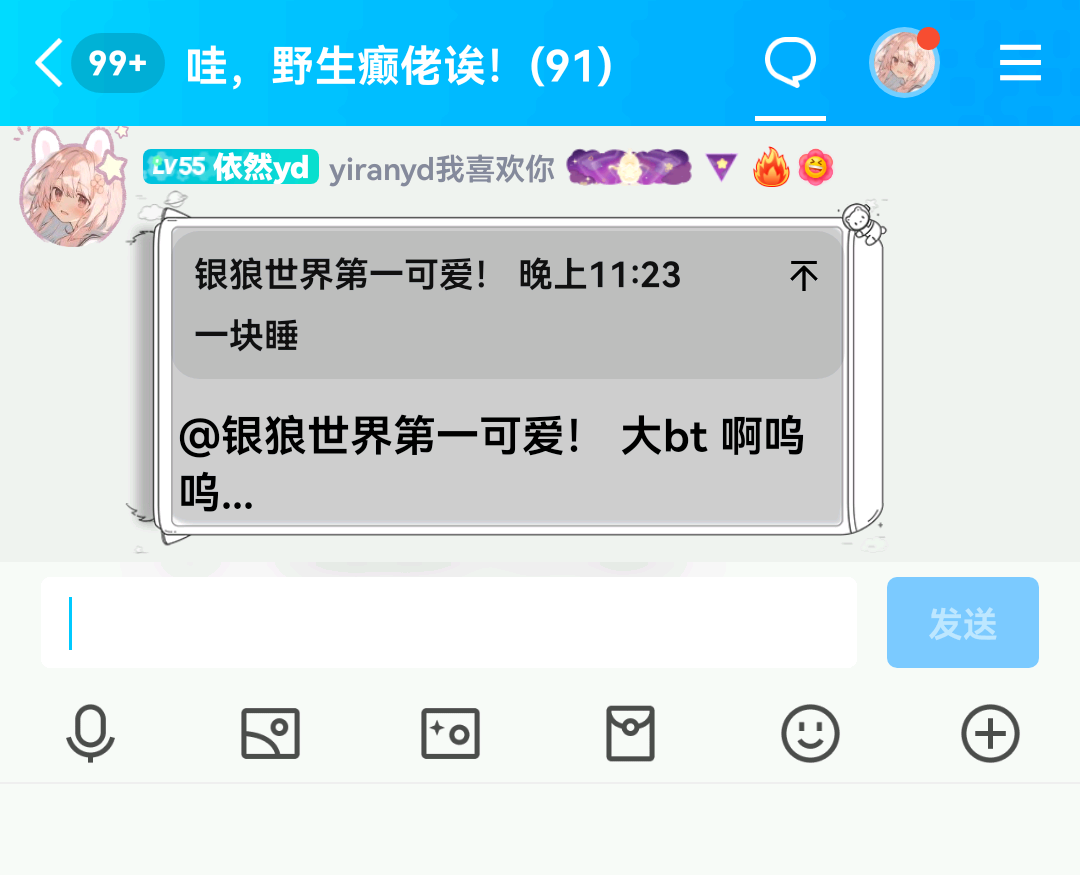 99+ 哇，野生癫佬诶！(91)
LV55 依然yd yiranyd我喜欢你
银狼世界第一可爱！ 晚上11:23
一块睡
@银狼世界第一可爱！ 大bt 啊呜
呜...
发送